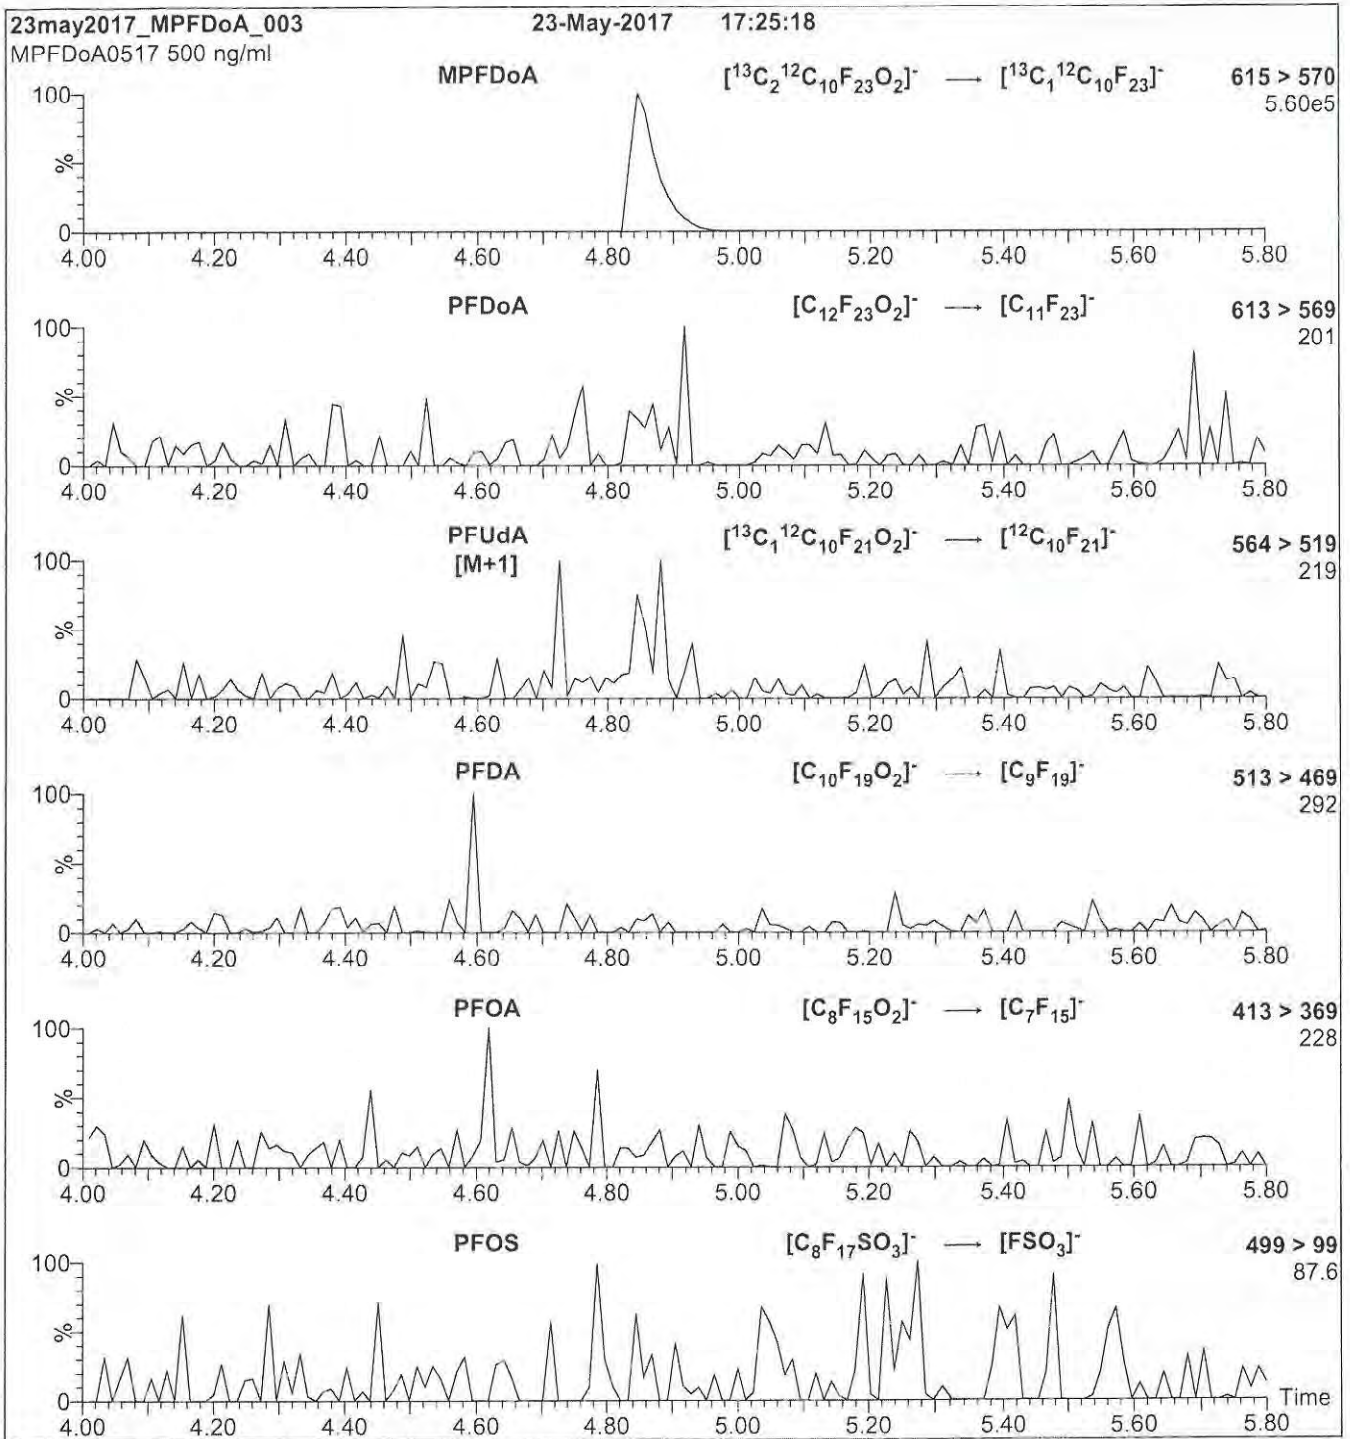 23may2017_MPFDoA_003 23-May-2017 17:25:18
MPFDoA0517 500 ng/ml
MPFDoA [¹³C₂¹²C₁₀F₂₃O₂]⁻ → [¹³C₁¹²C₁₀F₂₃]⁻ 615 > 570
5.60e5
100
%
0
4.00 4.20 4.40 4.60 4.80 5.00 5.20 5.40 5.60 5.80
PFDoA [C₁₂F₂₃O₂]⁻ → [C₁₁F₂₃]⁻ 613 > 569
201
100
%
0
4.00 4.20 4.40 4.60 4.80 5.00 5.20 5.40 5.60 5.80
PFUdA [¹³C₁¹²C₁₀F₂₁O₂]⁻ → [¹²C₁₀F₂₁]⁻ 564 > 519
[M+1] 219
100
%
0
4.00 4.20 4.40 4.60 4.80 5.00 5.20 5.40 5.60 5.80
PFDA [C₁₀F₁₉O₂]⁻ → [C₉F₁₉]⁻ 513 > 469
292
100
%
0
4.00 4.20 4.40 4.60 4.80 5.00 5.20 5.40 5.60 5.80
PFOA [C₈F₁₅O₂]⁻ → [C₇F₁₅]⁻ 413 > 369
228
100
%
0
4.00 4.20 4.40 4.60 4.80 5.00 5.20 5.40 5.60 5.80
PFOS [C₈F₁₇SO₃]⁻ → [FSO₃]⁻ 499 > 99
87.6
100
%
0 Time
4.00 4.20 4.40 4.60 4.80 5.00 5.20 5.40 5.60 5.80